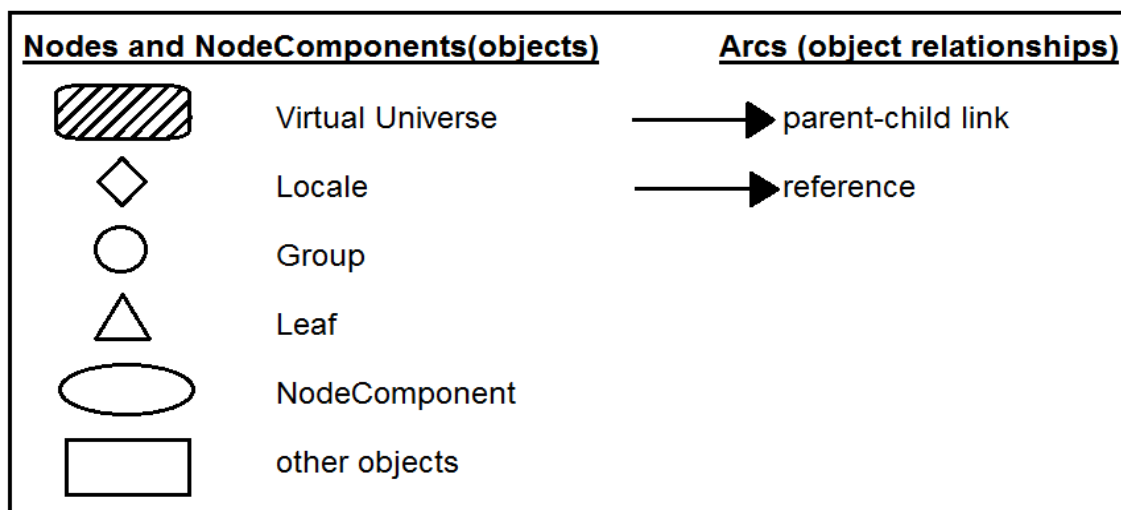 Nodes and NodeComponents(objects) Arcs (object relationships)
Virtual Universe parent-child link
Locale reference
Group
Leaf
NodeComponent
other objects